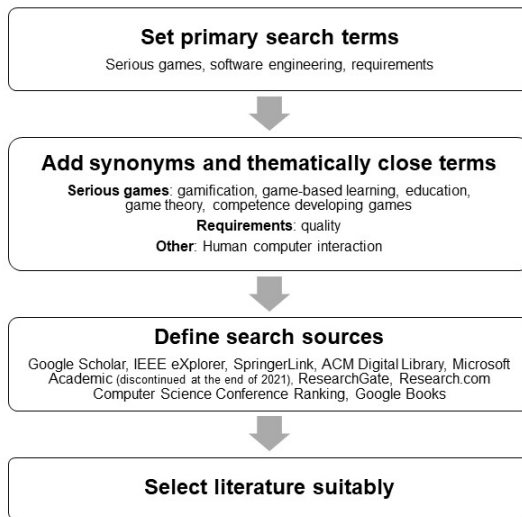 Set primary search terms
Serious games, software engineering, requirements
Add synonyms and thematically close terms
Serious games: gamification, game-based learning, education,
game theory, competence developing games
Requirements: quality
Other: Human computer interaction
Define search sources
Google Scholar, IEEE eXplorer, SpringerLink, ACM Digital Library, Microsoft
Academic (discontinued at the end of 2021), ResearchGate, Research.com
Computer Science Conference Ranking, Google Books
Select literature suitably